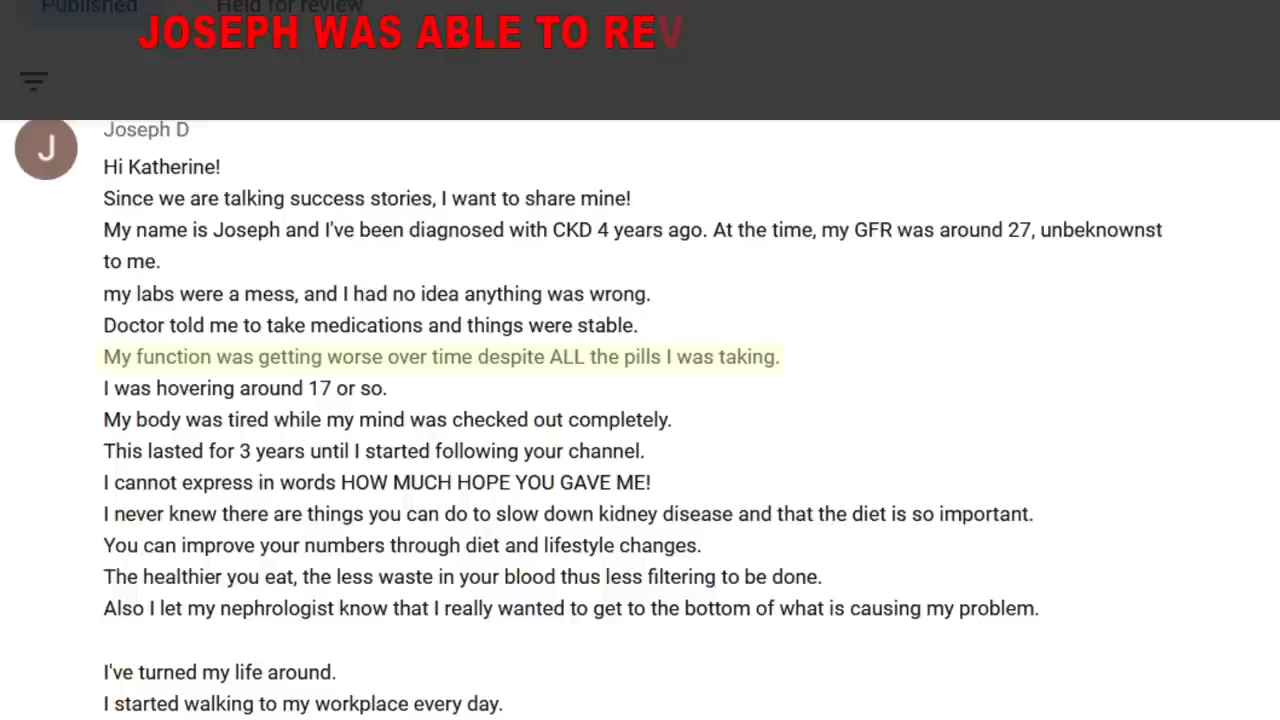 Published Held for review
JOSEPH WAS ABLE TO REV
J
Joseph D
Hi Katherine!
Since we are talking success stories, I want to share mine!
My name is Joseph and I've been diagnosed with CKD 4 years ago. At the time, my GFR was around 27, unbeknownst
to me.
my labs were a mess, and I had no idea anything was wrong.
Doctor told me to take medications and things were stable.
My function was getting worse over time despite ALL the pills I was taking.
I was hovering around 17 or so.
My body was tired while my mind was checked out completely.
This lasted for 3 years until I started following your channel.
I cannot express in words HOW MUCH HOPE YOU GAVE ME!
I never knew there are things you can do to slow down kidney disease and that the diet is so important.
You can improve your numbers through diet and lifestyle changes.
The healthier you eat, the less waste in your blood thus less filtering to be done.
Also I let my nephrologist know that I really wanted to get to the bottom of what is causing my problem.
I've turned my life around.
I started walking to my workplace every day.